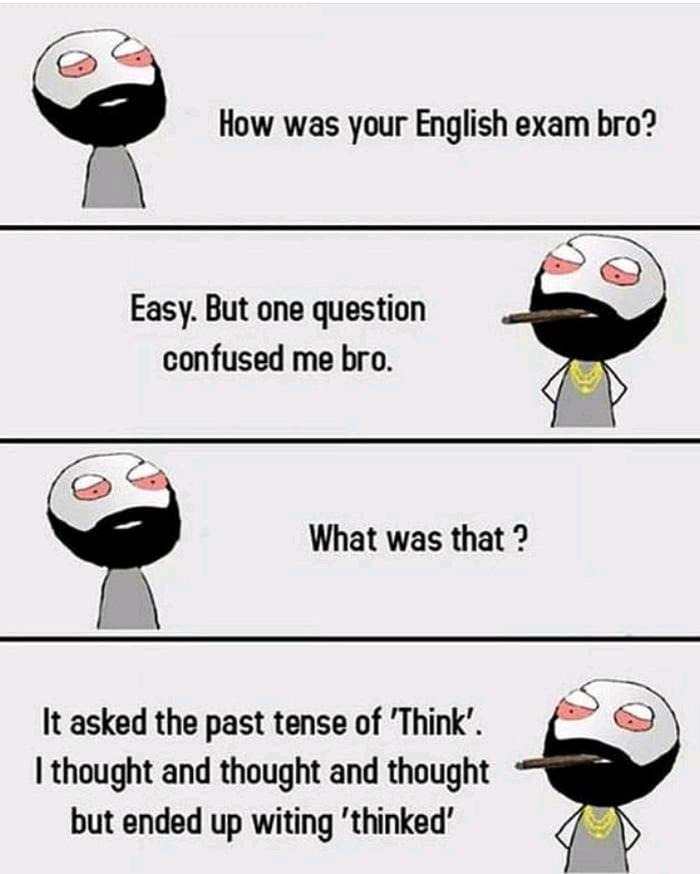 How was your English exam bro?
Easy. But one question
confused me bro.
What was that ?
It asked the past tense of 'Think'.
I thought and thought and thought
but ended up witing 'thinked'